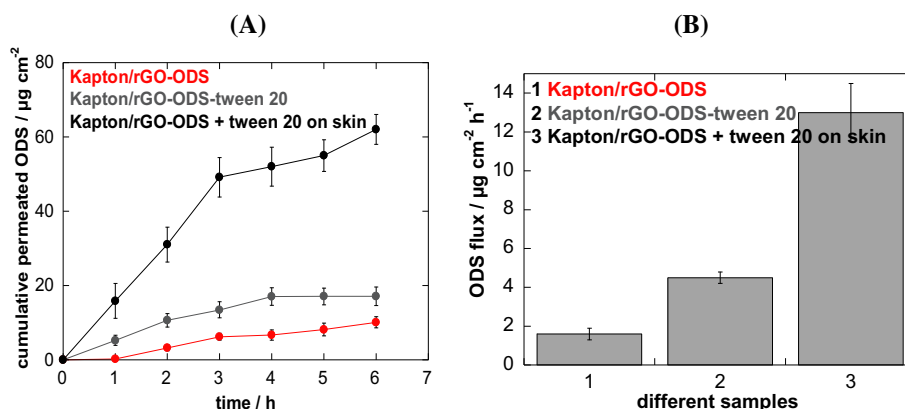 (A)
80
60
40
20
0
cumulative permeated ODS / µg cm-2
Kapton/rGO-ODS
Kapton/rGO-ODS-tween 20
Kapton/rGO-ODS + tween 20 on skin
0 1 2 3 4 5 6 7
time / h
(B)
14
12
10
8
6
4
2
0
ODS flux / µg cm-2 h-1
1 Kapton/rGO-ODS
2 Kapton/rGO-ODS-tween 20
3 Kapton/rGO-ODS + tween 20 on skin
1 2 3
different samples